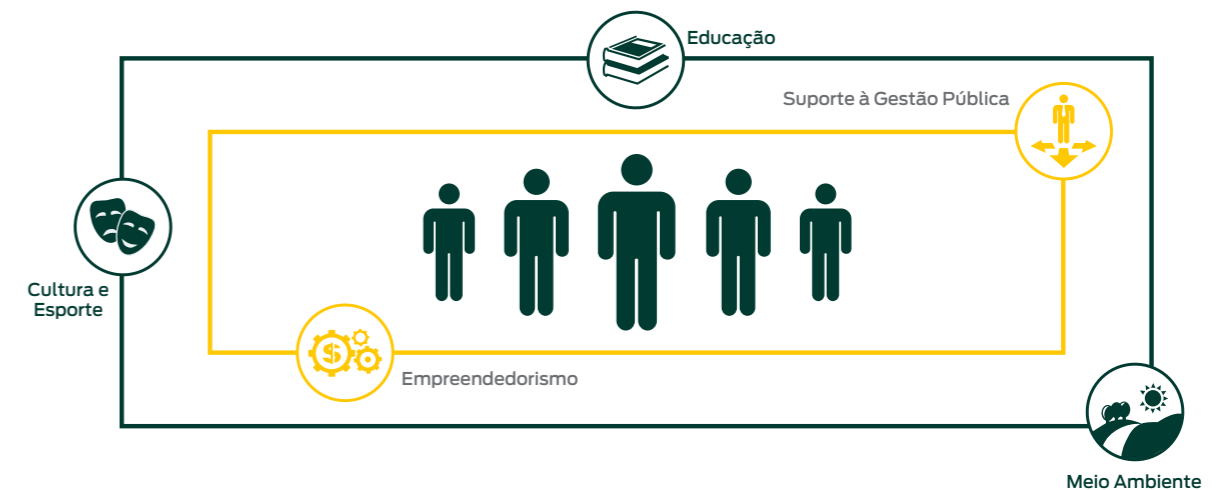 Educação
Suporte à Gestão Pública
Cultura e
Esporte
$
Empreendedorismo
Meio Ambiente